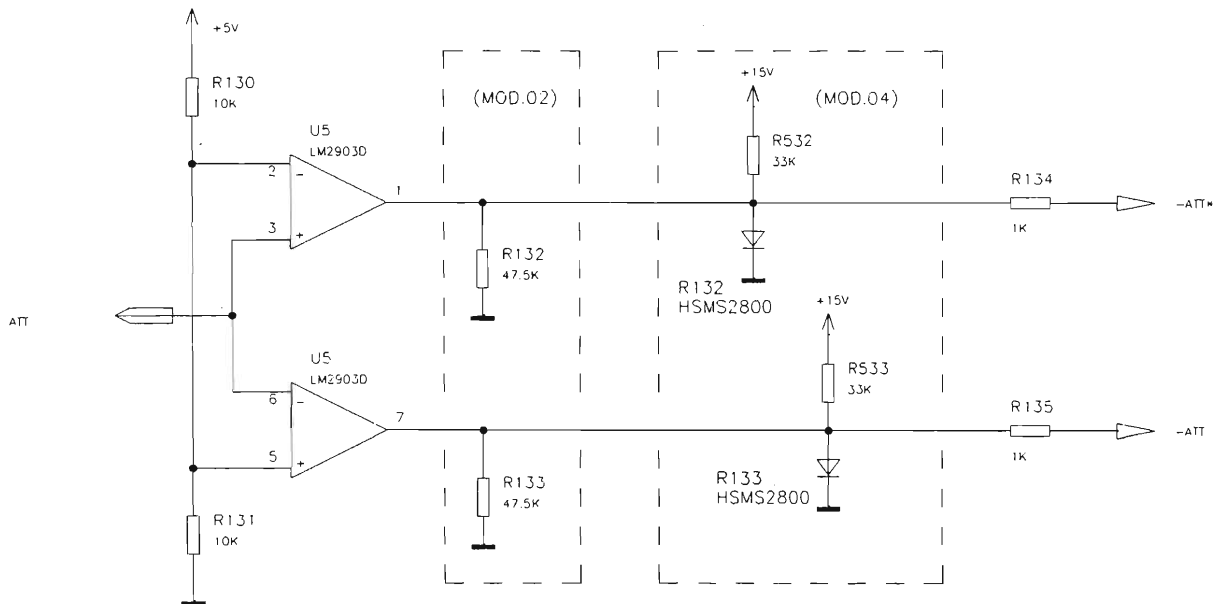 +5V
R130
10K
(MOD.02)
+15V
(MOD.04)
U5
LM2903D
R532
33K
2
-
1
R134
-ATT*
3
+
1K
R132
47.5K
R132
HSMS2800
+15V
ATT
U5
LM2903D
R533
33K
6
-
7
R135
-ATT
5
+
1K
R133
47.5K
R133
HSMS2800
R131
10K